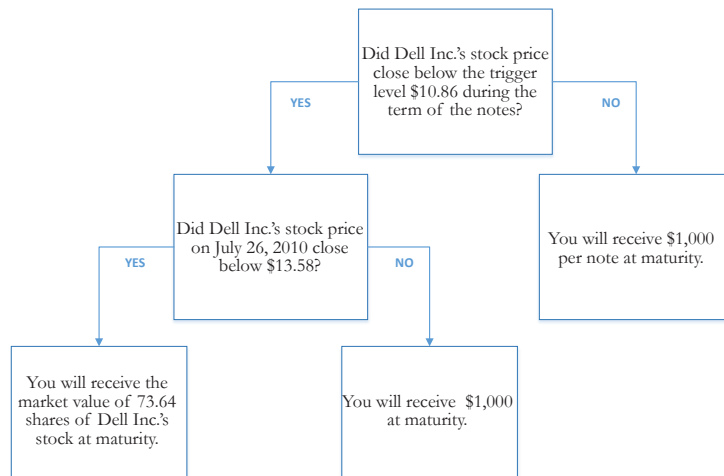 Did Dell Inc.'s stock price
close below the trigger
level $10.86 during the
term of the notes?
YES
NO
Did Dell Inc.'s stock price
on July 26, 2010 close
below $13.58?
You will receive $1,000
per note at maturity.
YES
NO
You will receive the
market value of 73.64
shares of Dell Inc.'s
stock at maturity.
You will receive $1,000
at maturity.